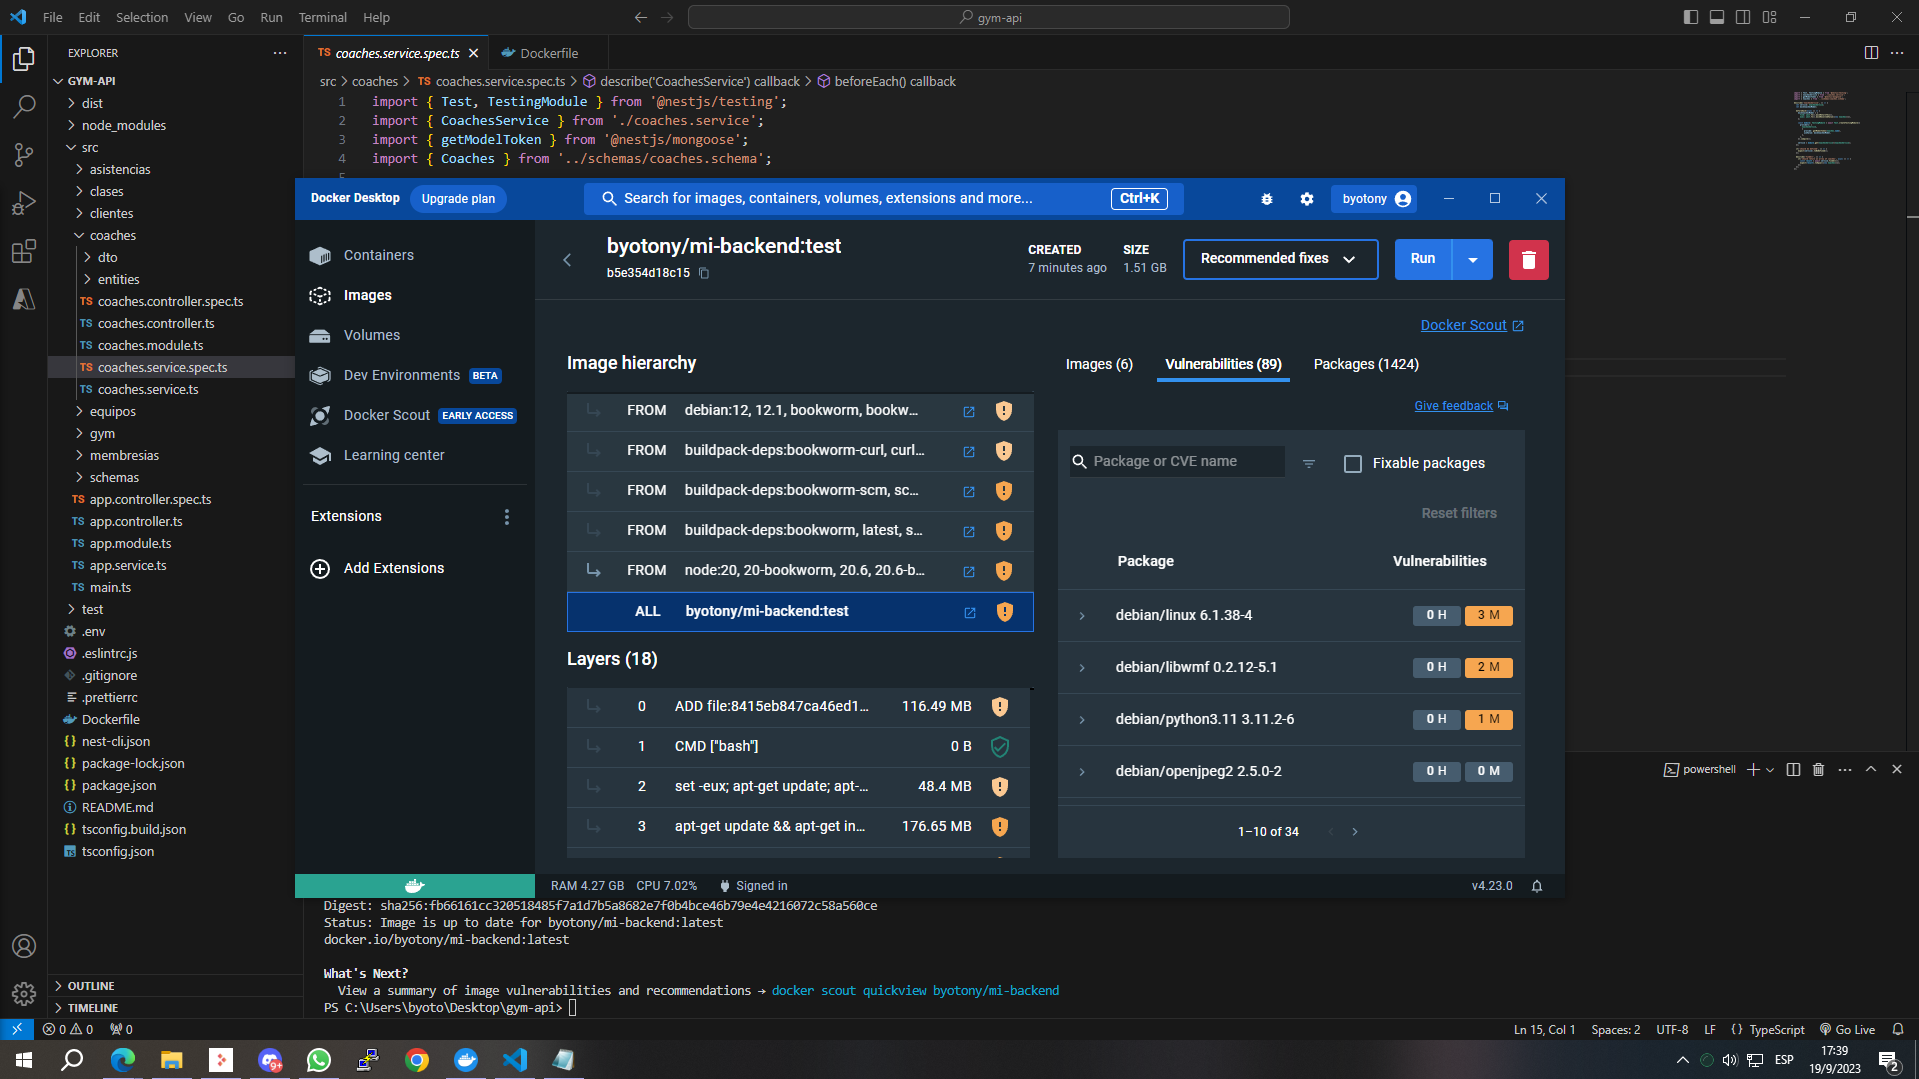 File Edit Selection View Go Run Terminal Help
gym-api
EXPLORER
GYM-API
dist
node_modules
src
asistencias
clases
clientes
coaches
dto
entities
TS coaches.controller.spec.ts
TS coaches.controller.ts
TS coaches.module.ts
TS coaches.service.spec.ts
TS coaches.service.ts
equipos
gym
membresias
schemas
TS app.controller.spec.ts
TS app.controller.ts
TS app.module.ts
TS app.service.ts
TS main.ts
test
.env
.eslintrc.js
.gitignore
.prettierrc
Dockerfile
{} nest-cli.json
{} package-lock.json
{} package.json
README.md
{} tsconfig.build.json
TS tsconfig.json
OUTLINE
TIMELINE
TS coaches.service.spec.ts
Dockerfile
src > coaches > TS coaches.service.spec.ts > describe('CoachesService') callback > beforeEach() callback
1 import { Test, TestingModule } from '@nestjs/testing';
2 import { CoachesService } from './coaches.service';
3 import { getModelToken } from '@nestjs/mongoose';
4 import { Coaches } from '../schemas/coaches.schema';
5
Docker Desktop
Upgrade plan
Search for images, containers, volumes, extensions and more...
Ctrl+K
byotony
Containers
Images
Volumes
Dev Environments BETA
Docker Scout EARLY ACCESS
Learning center
Extensions
Add Extensions
byotony/mi-backend:test
b5e354d18c15
CREATED
7 minutes ago
SIZE
1.51 GB
Recommended fixes
Run
Docker Scout
Image hierarchy
FROM debian:12, 12.1, bookworm, bookw...
FROM buildpack-deps:bookworm-curl, curl...
FROM buildpack-deps:bookworm-scm, sc...
FROM buildpack-deps:bookworm, latest, s...
FROM node:20, 20-bookworm, 20.6, 20.6-b...
ALL byotony/mi-backend:test
Layers (18)
0 ADD file:8415eb847ca46ed1... 116.49 MB
1 CMD ["bash"] 0 B
2 set -eux; apt-get update; apt-... 48.4 MB
3 apt-get update && apt-get in... 176.65 MB
Images (6)
Vulnerabilities (89)
Packages (1424)
Give feedback
Package or CVE name
Fixable packages
Reset filters
Package Vulnerabilities
debian/linux 6.1.38-4 0 H 3 M
debian/libwmf 0.2.12-5.1 0 H 2 M
debian/python3.11 3.11.2-6 0 H 1 M
debian/openjpeg2 2.5.0-2 0 H 0 M
1–10 of 34
RAM 4.27 GB CPU 7.02% Signed in
v4.23.0
powershell
Digest: sha256:fb66161cc320518485f7a1d7b5a8682e7f0b4bce46b79e4e4216072c58a560ce
Status: Image is up to date for byotony/mi-backend:latest
docker.io/byotony/mi-backend:latest
What's Next?
View a summary of image vulnerabilities and recommendations → docker scout quickview byotony/mi-backend
PS C:\Users\byoto\Desktop\gym-api>
0 0 0
Ln 15, Col 1 Spaces: 2 UTF-8 LF {} TypeScript Go Live
9+
ESP
17:39
19/9/2023
2